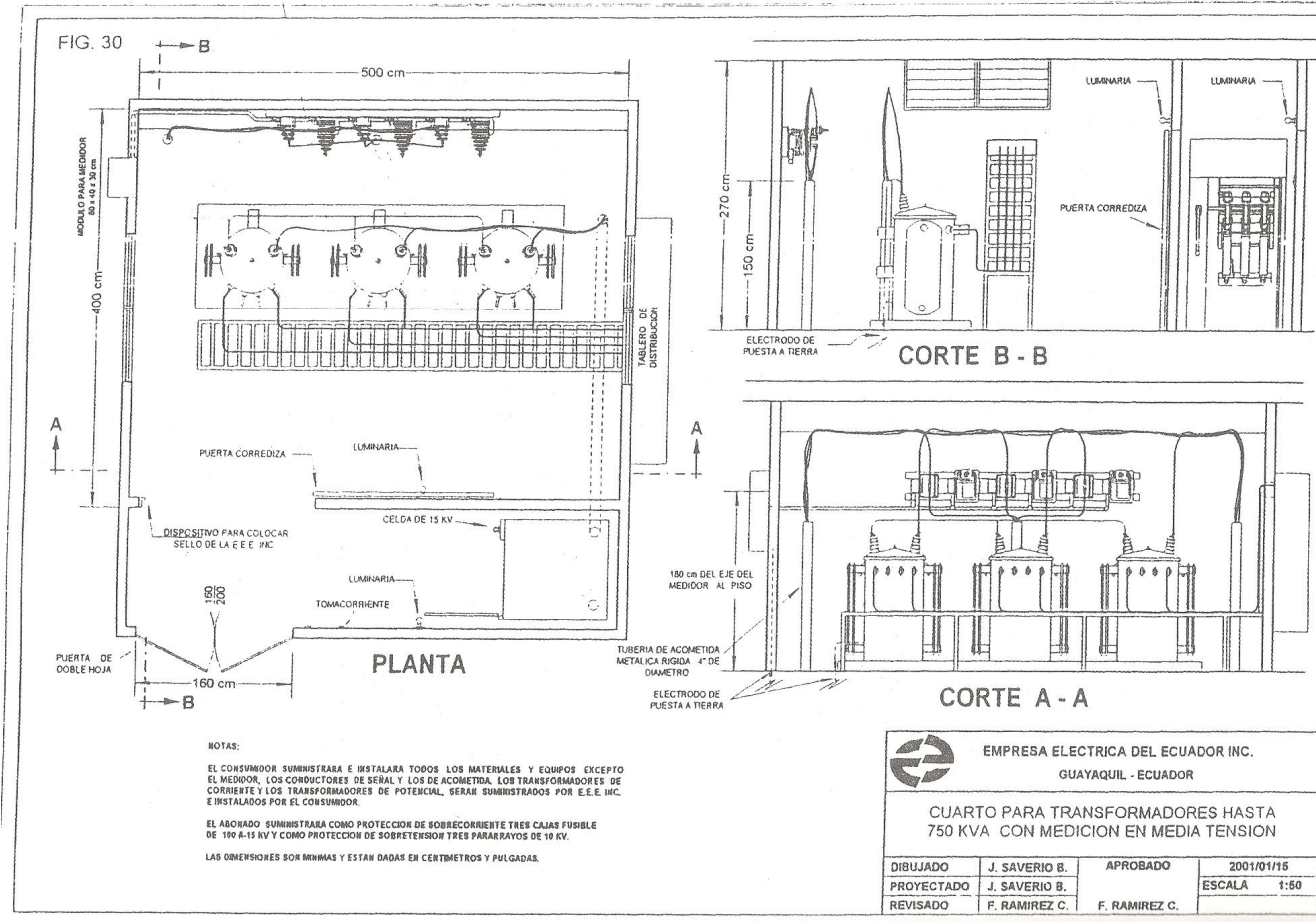 FIG. 30
B
500 cm
MODULO PARA MEDIDOR
60 x 40 x 30 cm
400 cm
TABLERO DE
DISTRIBUCION
A
A
PUERTA CORREDIZA
LUMINARIA
CELDA DE 15 KV
DISPOSITIVO PARA COLOCAR
SELLO DE LA E E E INC
LUMINARIA
TOMACORRIENTE
160
200
PUERTA DE
DOBLE HOJA
160 cm
B
PLANTA
LUMINARIA
LUMINARIA
270 cm
150 cm
PUERTA CORREDIZA
ELECTRODO DE
PUESTA A TIERRA
CORTE B - B
180 cm DEL EJE DEL
MEDIDOR AL PISO
TUBERIA DE ACOMETIDA
METALICA RIGIDA 4" DE
DIAMETRO
ELECTRODO DE
PUESTA A TIERRA
CORTE A - A
NOTAS:
EL CONSUMIDOR SUMINISTRARA E INSTALARA TODOS LOS MATERIALES Y EQUIPOS EXCEPTO
EL MEDIDOR, LOS CONDUCTORES DE SEÑAL Y LOS DE ACOMETIDA. LOS TRANSFORMADORES DE
CORRIENTE Y LOS TRANSFORMADORES DE POTENCIAL, SERAN SUMINISTRADOS POR E.E.E. INC.
E INSTALADOS POR EL CONSUMIDOR.
EL ABONADO SUMINISTRARA COMO PROTECCION DE SOBRECORRIENTE TRES CAJAS FUSIBLE
DE 100 A-15 KV Y COMO PROTECCION DE SOBRETENSION TRES PARARRAYOS DE 10 KV.
LAS DIMENSIONES SON MINIMAS Y ESTAN DADAS EN CENTIMETROS Y PULGADAS.
EMPRESA ELECTRICA DEL ECUADOR INC.
GUAYAQUIL - ECUADOR
CUARTO PARA TRANSFORMADORES HASTA
750 KVA CON MEDICION EN MEDIA TENSION
DIBUJADO J. SAVERIO B. APROBADO 2001/01/15
PROYECTADO J. SAVERIO B. ESCALA 1:50
REVISADO F. RAMIREZ C. F. RAMIREZ C.